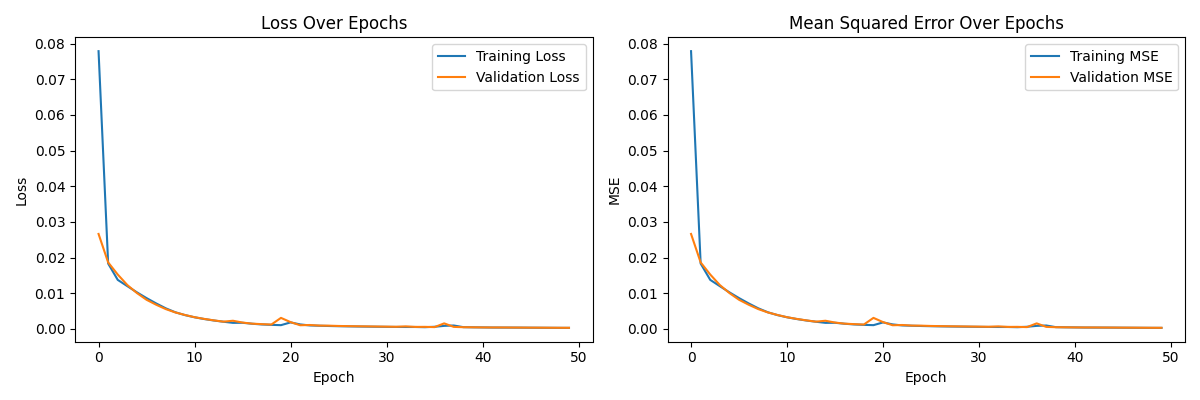 Loss Over Epochs
Loss
0.08
0.07
0.06
0.05
0.04
0.03
0.02
0.01
0.00
Training Loss
Validation Loss
0 10 20 30 40 50
Epoch
Mean Squared Error Over Epochs
MSE
0.08
0.07
0.06
0.05
0.04
0.03
0.02
0.01
0.00
Training MSE
Validation MSE
0 10 20 30 40 50
Epoch